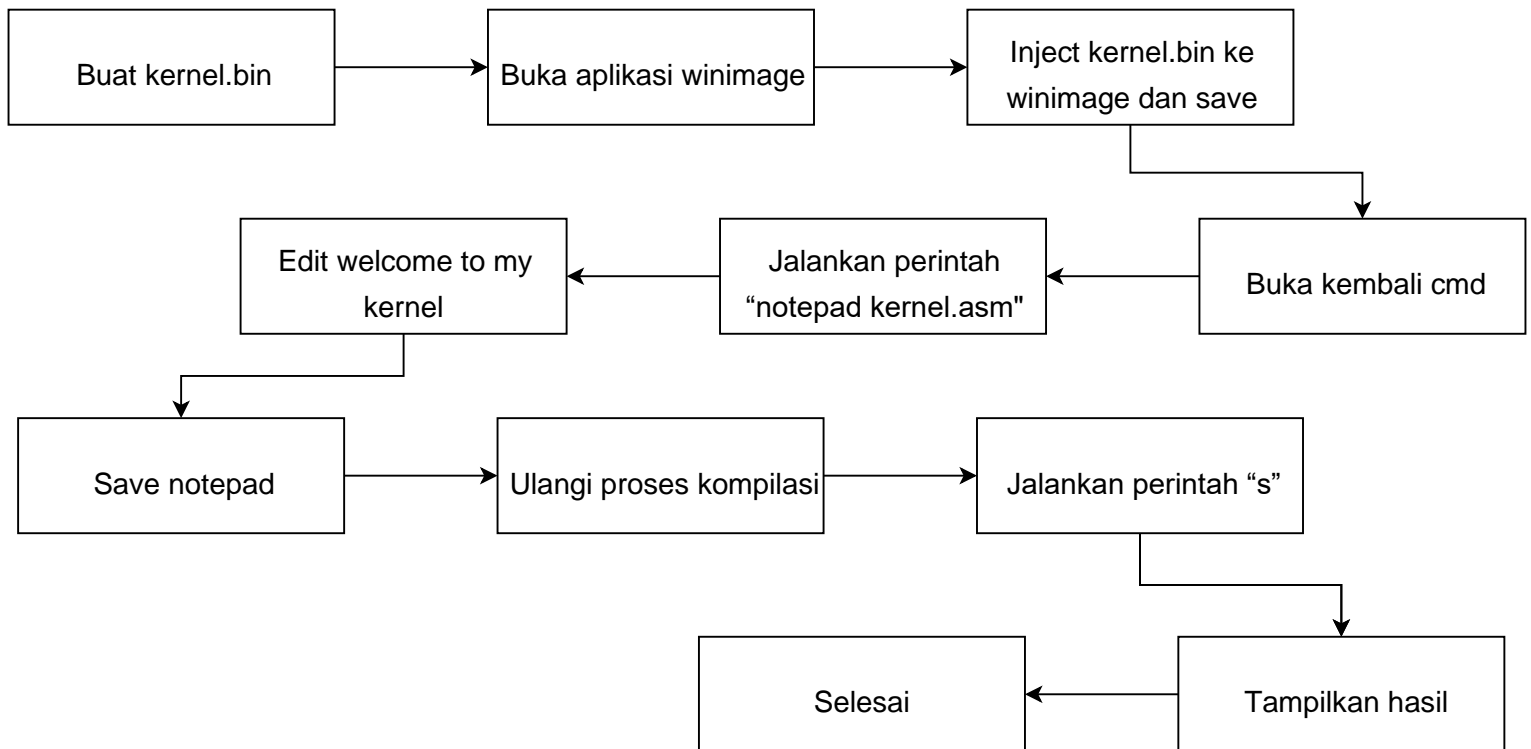 Buat kernel.bin
Buka aplikasi winimage
Inject kernel.bin ke
winimage dan save
Buka kembali cmd
Jalankan perintah
“notepad kernel.asm"
Edit welcome to my
kernel
Save notepad
Ulangi proses kompilasi
Jalankan perintah “s”
Tampilkan hasil
Selesai